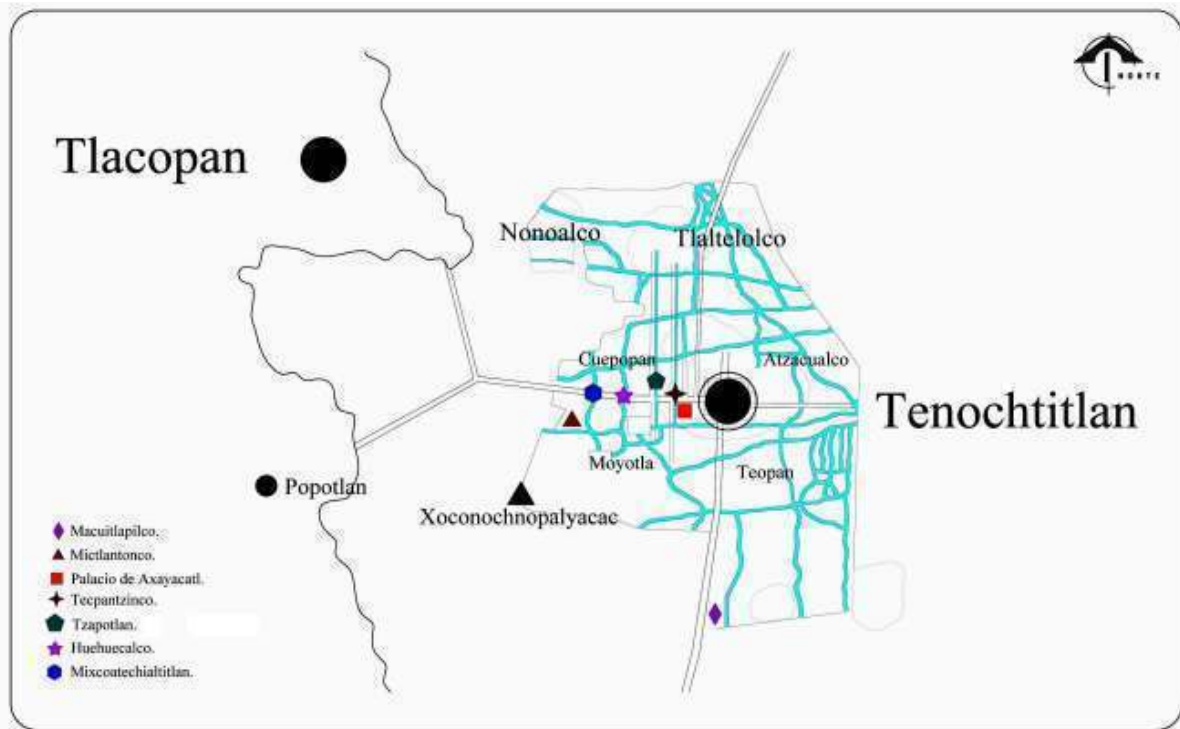 NORTE
Tlacopan
Nonoalco
Tlaltelolco
Cuepopan
Atzacualco
Tenochtitlan
Moyotla
Teopan
Popotlan
Xoconochnopalyacac
Macuitlapilco.
Mictlantonco.
Palacio de Axayacatl.
Tecpantzinco.
Tzapotlan.
Huehuecalco.
Mixcoatechialtitlan.